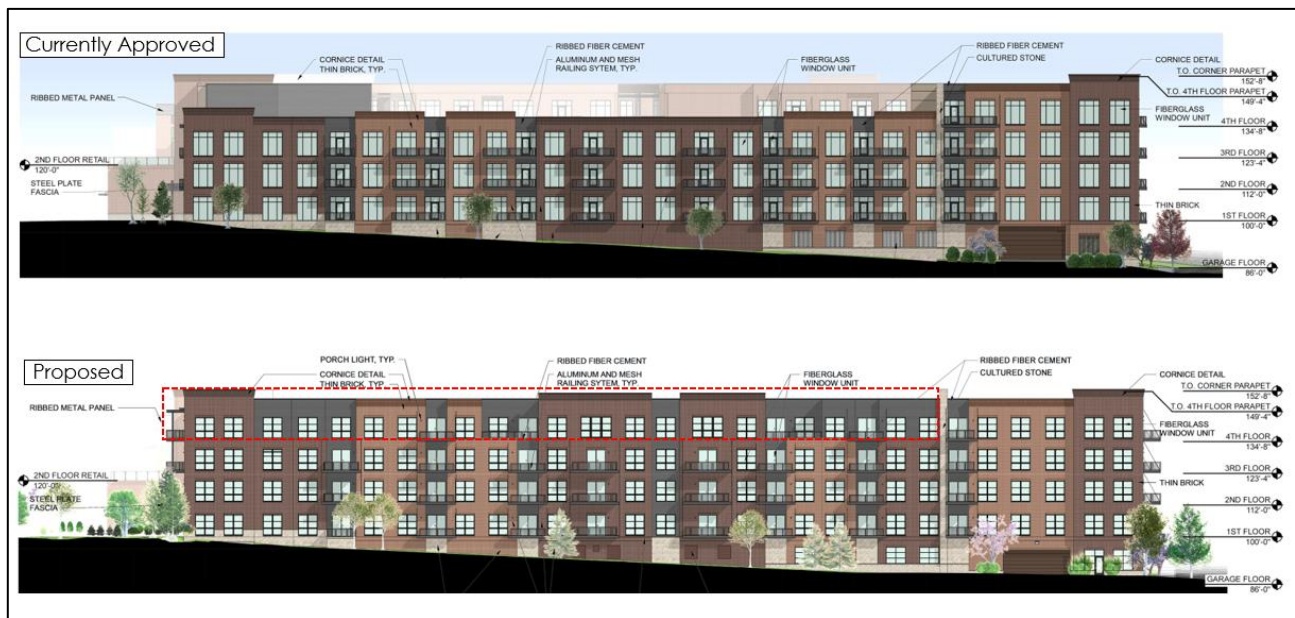 Currently Approved
RIBBED FIBER CEMENT
CORNICE DETAIL
ALUMINUM AND MESH
THIN BRICK, TYP.
RAILING SYTEM, TYP.
FIBERGLASS
WINDOW UNIT
RIBBED FIBER CEMENT
CULTURED STONE
CORNICE DETAIL
T.O. CORNER PARAPET
152'-8"
RIBBED METAL PANEL
T.O. 4TH FLOOR PARAPET
149'-4"
FIBERGLASS
WINDOW UNIT
4TH FLOOR
134'-8"
2ND FLOOR RETAIL
120'-0"
3RD FLOOR
123'-4"
STEEL PLATE
FASCIA
2ND FLOOR
112'-0"
THIN BRICK
1ST FLOOR
100'-0"
GARAGE FLOOR
86'-0"
Proposed
PORCH LIGHT, TYP.
CORNICE DETAIL
THIN BRICK, TYP.
RIBBED FIBER CEMENT
ALUMINUM AND MESH
RAILING SYTEM, TYP.
FIBERGLASS
WINDOW UNIT
RIBBED FIBER CEMENT
CULTURED STONE
CORNICE DETAIL
T.O. CORNER PARAPET
152'-8"
RIBBED METAL PANEL
T.O. 4TH FLOOR PARAPET
149'-4"
FIBERGLASS
WINDOW UNIT
4TH FLOOR
134'-8"
2ND FLOOR RETAIL
120'-0"
3RD FLOOR
123'-4"
STEEL PLATE
FASCIA
THIN BRICK
2ND FLOOR
112'-0"
1ST FLOOR
100'-0"
GARAGE FLOOR
86'-0"